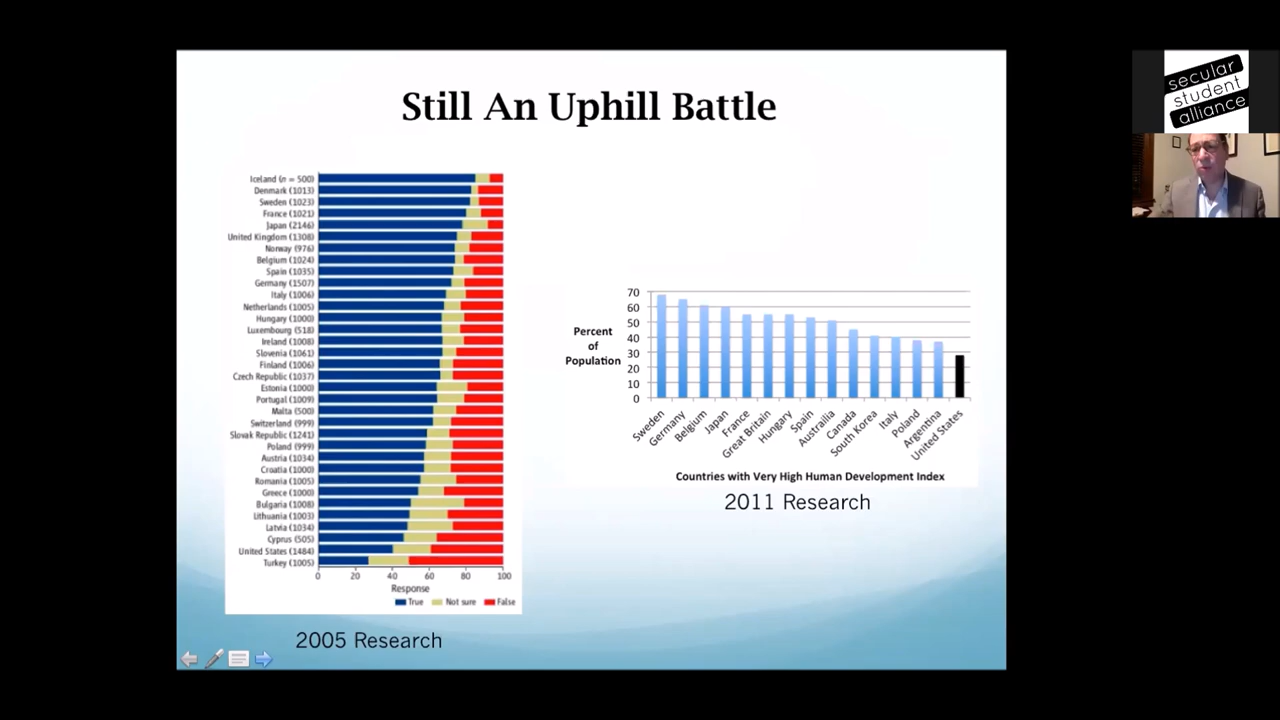 Still An Uphill Battle
secular
student
alliance
Iceland (n = 500)
Denmark (1013)
Sweden (1023)
France (1021)
Japan (2146)
United Kingdom (1308)
Norway (976)
Belgium (1024)
Spain (1035)
Germany (1507)
Italy (1006)
Netherlands (1005)
Hungary (1000)
Luxembourg (518)
Ireland (1008)
Slovenia (1061)
Finland (1006)
Czech Republic (1037)
Estonia (1000)
Portugal (1009)
Malta (500)
Switzerland (999)
Slovak Republic (1241)
Poland (999)
Austria (1034)
Croatia (1000)
Romania (1005)
Greece (1000)
Bulgaria (1008)
Lithuania (1003)
Latvia (1034)
Cyprus (505)
United States (1484)
Turkey (1005)
0 20 40 60 80 100
Response
True Not sure False
2005 Research
Percent
of
Population
70
60
50
40
30
20
10
0
Sweden
Germany
Belgium
Japan
France
Great Britain
Hungary
Spain
Austrailia
Canada
South Korea
Italy
Poland
Argentina
United States
Countries with Very High Human Development Index
2011 Research